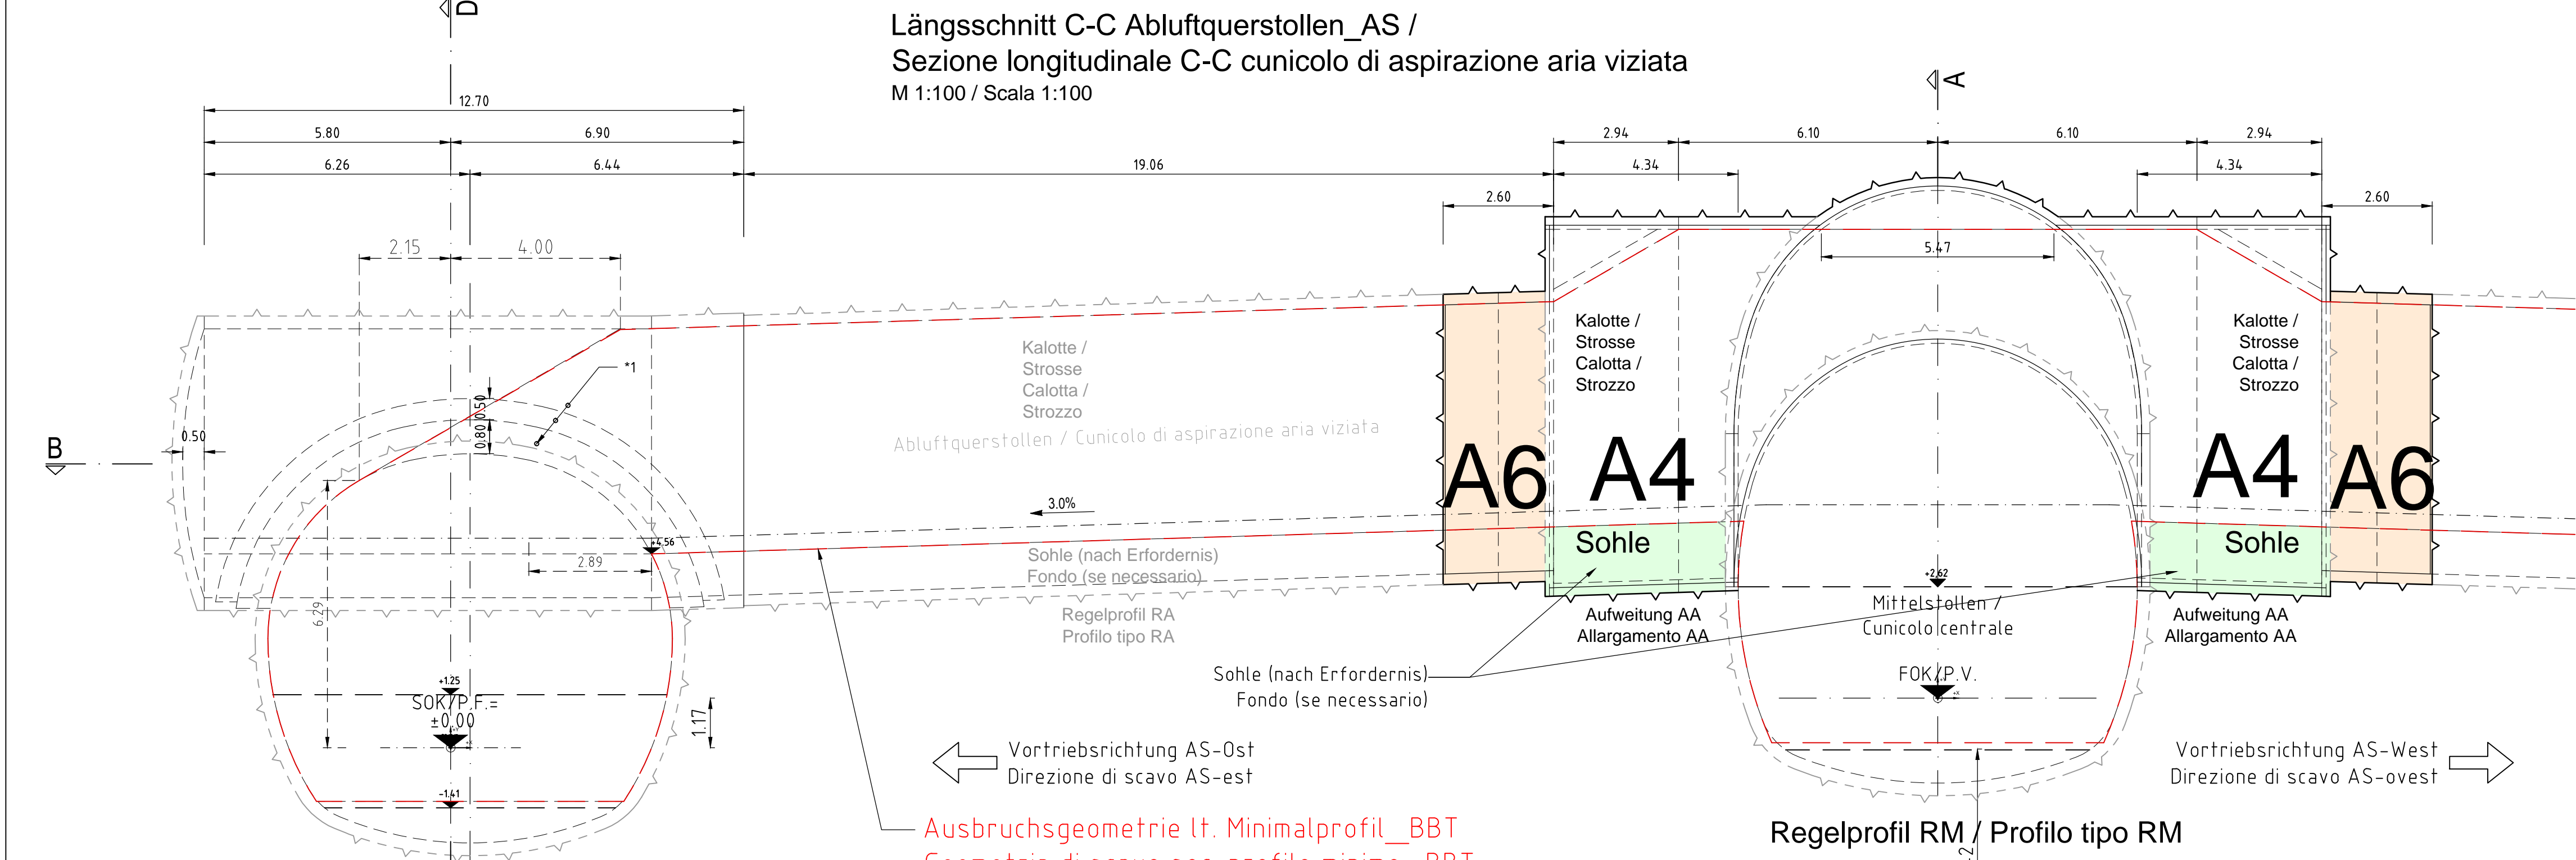 D
Längsschnitt C-C Abluftquerstollen_AS /
Sezione longitudinale C-C cunicolo di aspirazione aria viziata
M 1:100 / Scala 1:100
A
12.70
5.80
6.90
2.94
6.10
6.10
2.94
6.26
6.44
19.06
4.34
4.34
2.60
2.60
2.15
4.00
5.47
*1
Kalotte /
Strosse
Calotta /
Strozzo
Kalotte /
Strosse
Calotta /
Strozzo
Kalotte /
Strosse
Calotta /
Strozzo
0.50
0.80
0.50
B
Abluftquerstollen / Cunicolo di aspirazione aria viziata
A6
A4
A4
A6
3.0%
+4.56
2.89
Sohle (nach Erfordernis)
Fondo (se necessario)
Sohle
Sohle
+2.62
6.29
Regelprofil RA
Profilo tipo RA
Aufweitung AA
Allargamento AA
Mittelstollen /
Cunicolo centrale
Aufweitung AA
Allargamento AA
Sohle (nach Erfordernis)
Fondo (se necessario)
FOK/P.V.
+1.25
SOK/P.F.=
±0.00
1.17
Vortriebsrichtung AS-Ost
Direzione di scavo AS-est
Vortriebsrichtung AS-West
Direzione di scavo AS-ovest
-1.41
Ausbruchsgeometrie lt. Minimalprofil_BBT
Regelprofil RM / Profilo tipo RM